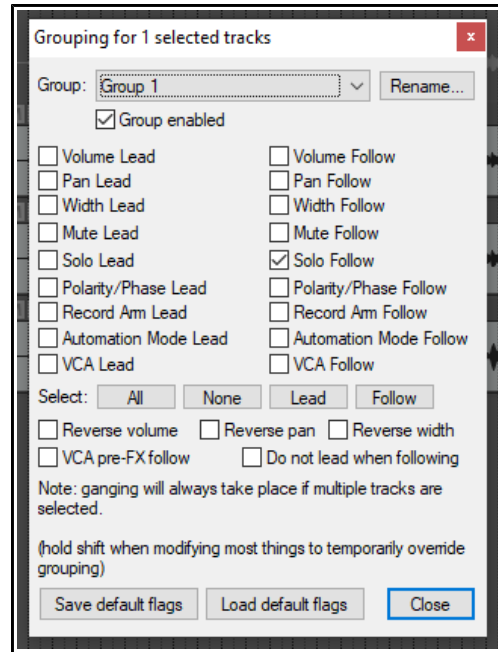 Grouping for 1 selected tracks
x
Group: Group 1 Rename...
Group enabled
Volume Lead Volume Follow
Pan Lead Pan Follow
Width Lead Width Follow
Mute Lead Mute Follow
Solo Lead Solo Follow
Polarity/Phase Lead Polarity/Phase Follow
Record Arm Lead Record Arm Follow
Automation Mode Lead Automation Mode Follow
VCA Lead VCA Follow
Select: All None Lead Follow
Reverse volume Reverse pan Reverse width
VCA pre-FX follow Do not lead when following
Note: ganging will always take place if multiple tracks are
selected.
(hold shift when modifying most things to temporarily override
grouping)
Save default flags Load default flags Close